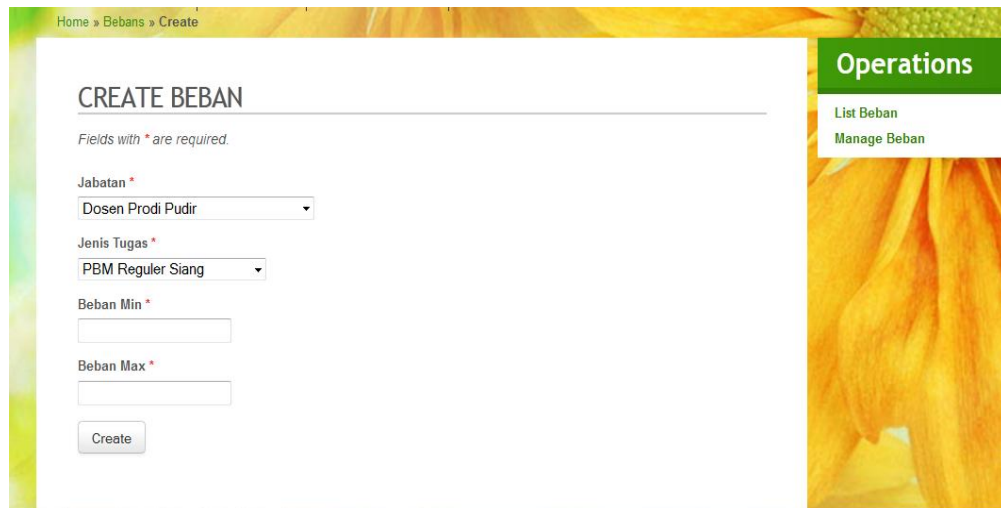 Home » Bebans » Create
CREATE BEBAN
Fields with * are required.
Jabatan *
Dosen Prodi Pudir
Jenis Tugas *
PBM Reguler Siang
Beban Min *
Beban Max *
Create
Operations
List Beban
Manage Beban